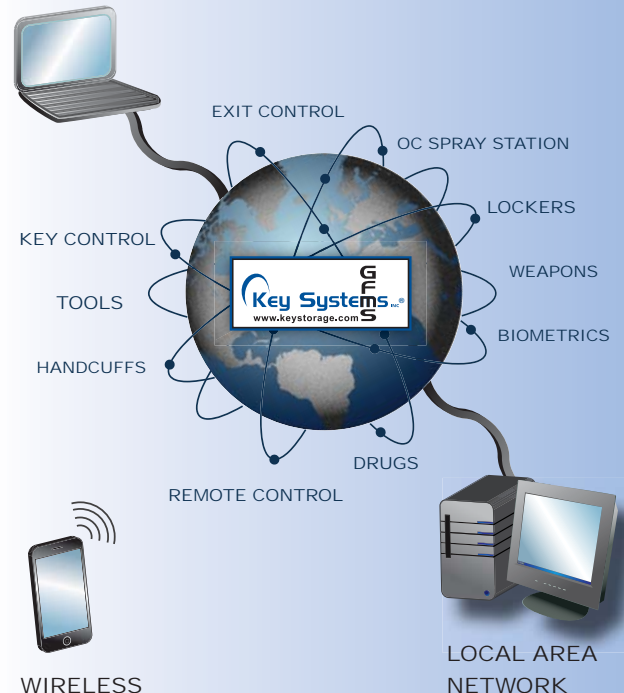 EXIT CONTROL
OC SPRAY STATION
LOCKERS
KEY CONTROL
WEAPONS
TOOLS
GFMS
Key Systems INC®
www.keystorage.com
BIOMETRICS
HANDCUFFS
DRUGS
REMOTE CONTROL
WIRELESS
LOCAL AREA
NETWORK